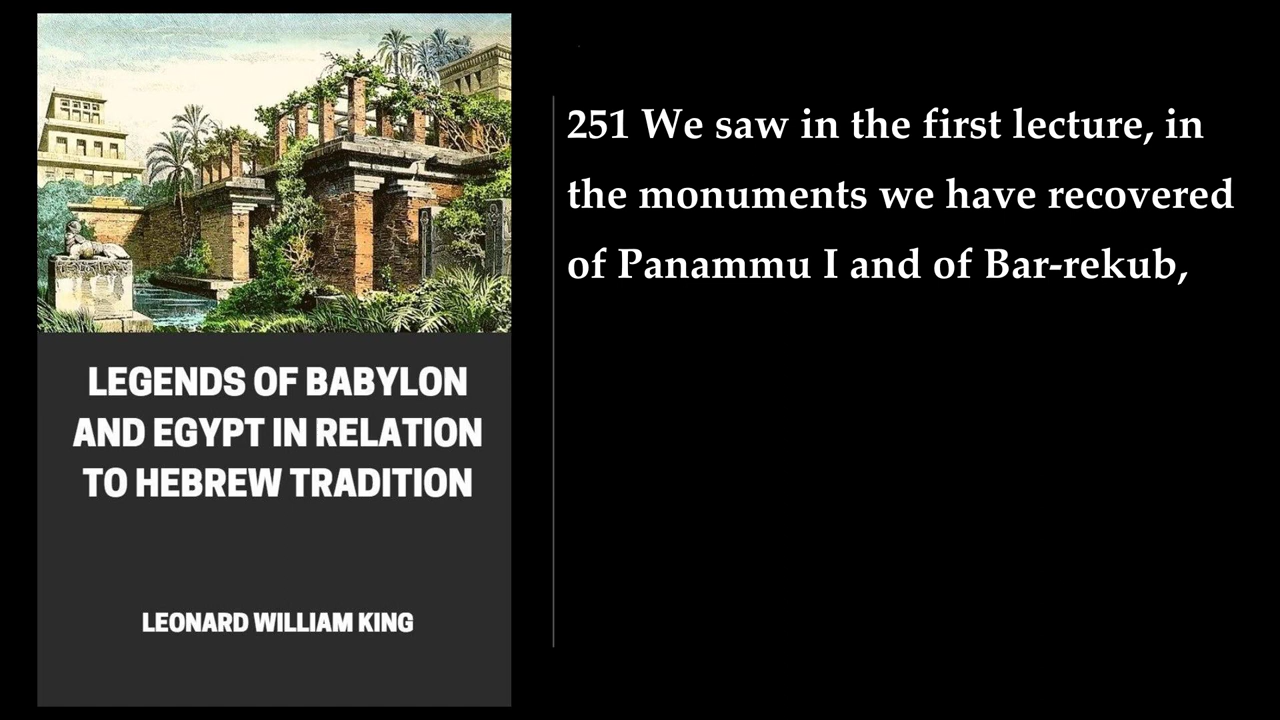 LEGENDS OF BABYLON
AND EGYPT IN RELATION
TO HEBREW TRADITION
LEONARD WILLIAM KING
251 We saw in the first lecture, in
the monuments we have recovered
of Panammu I and of Bar-rekub,